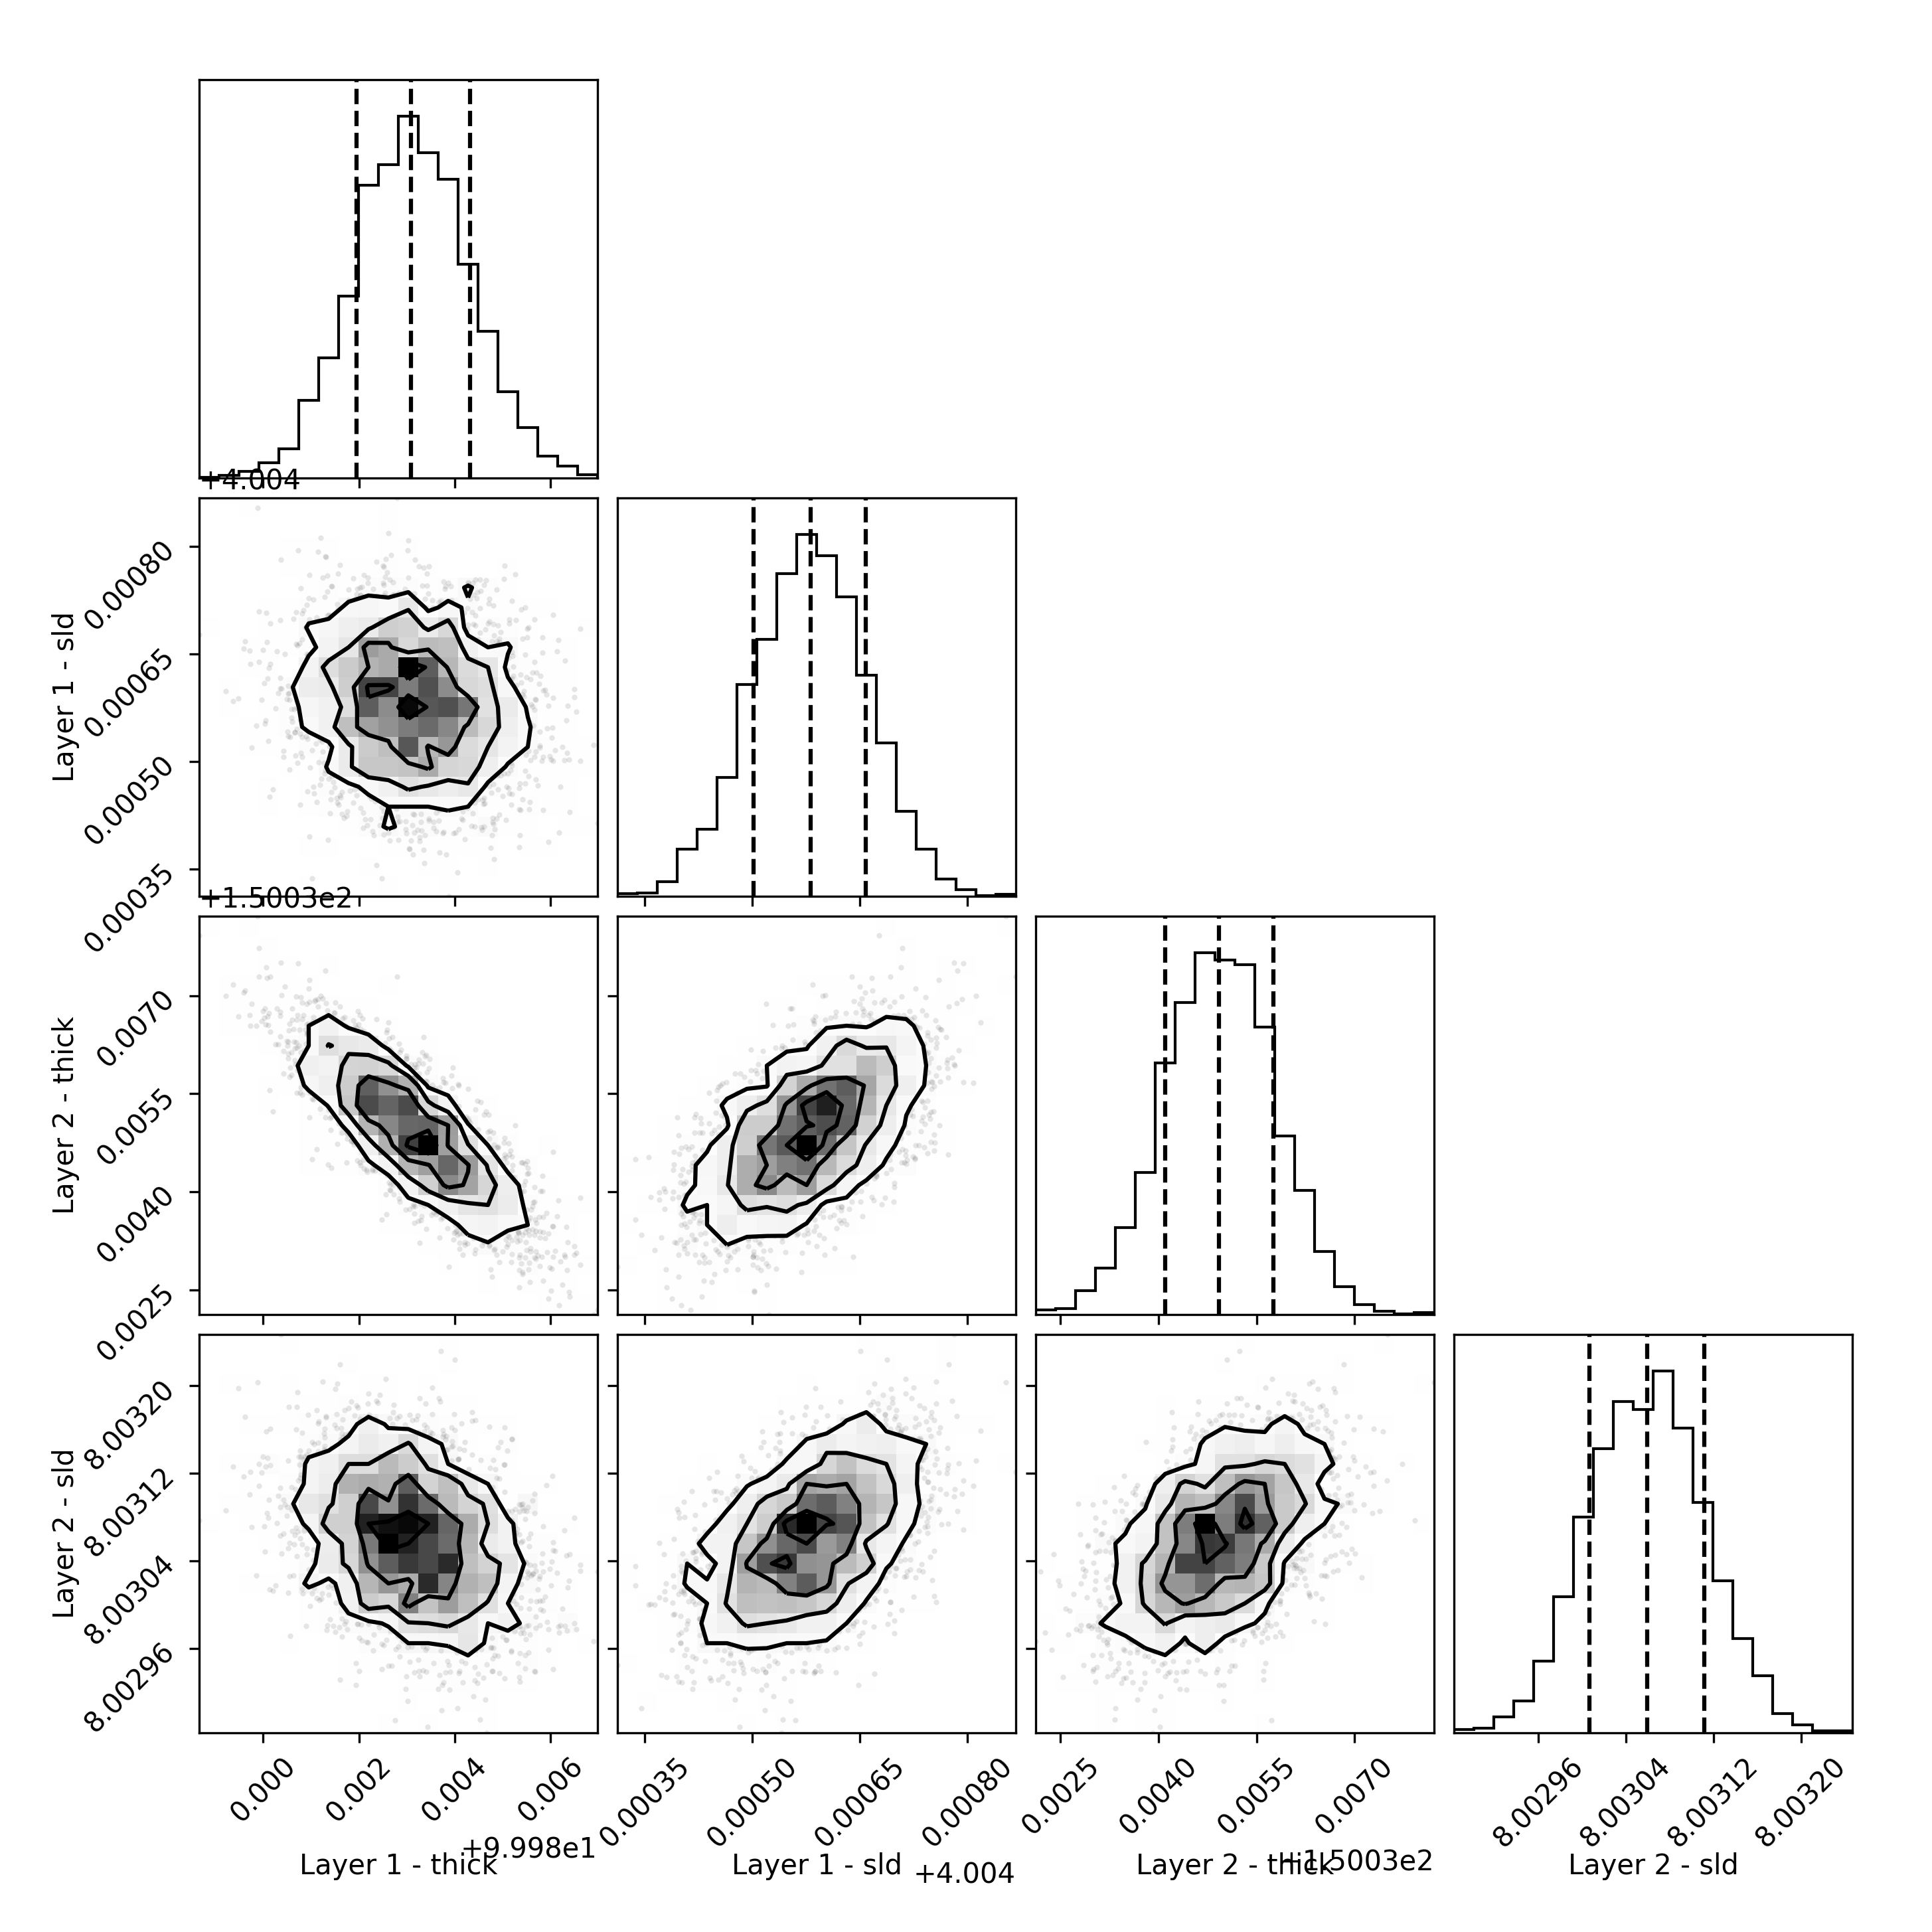 +4.004
Layer 1 - sld
0.00080
0.00065
0.00050
0.00035
+1.5003e2
Layer 2 - thick
0.0070
0.0055
0.0040
0.0025
Layer 2 - sld
8.00320
8.00312
8.00304
8.00296
0.000 0.002 0.004 0.006
+9.998e1
Layer 1 - thick
0.00035 0.00050 0.00065 0.00080
Layer 1 - sld
+4.004
0.0025 0.0040 0.0055 0.0070
Layer 2 - thick
+1.5003e2
8.00296 8.00304 8.00312 8.00320
Layer 2 - sld